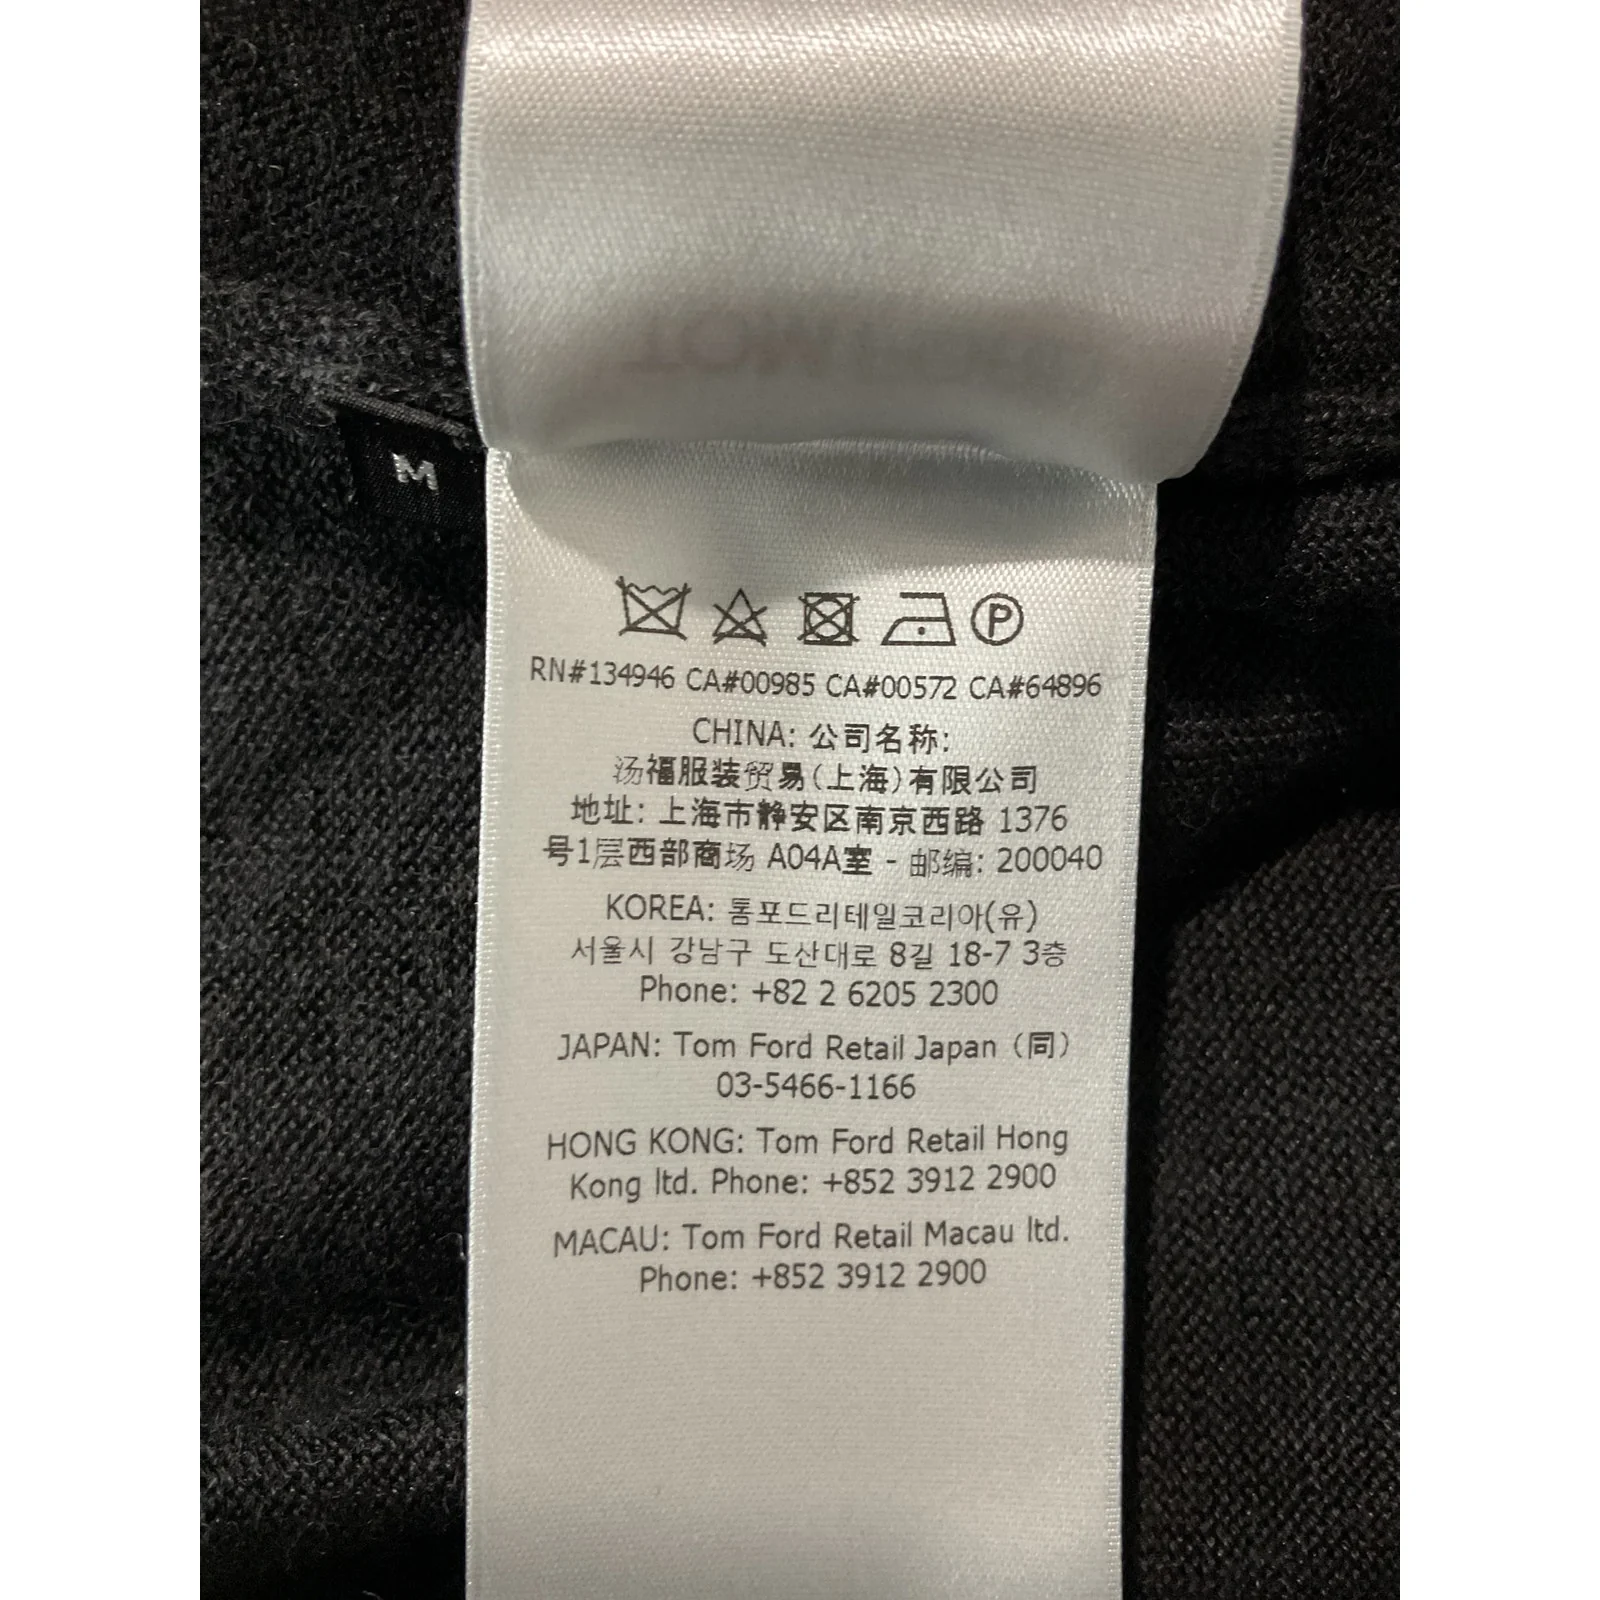 M
P
RN#134946 CA#00985 CA#00572 CA#64896
CHINA: 公司名称:
汤福服装贸易(上海)有限公司
地址: 上海市静安区南京西路 1376
号1层西部商场 A04A室 - 邮编: 200040
KOREA: 톰포드리테일코리아(유)
서울시 강남구 도산대로 8길 18-7 3층
Phone: +82 2 6205 2300
JAPAN: Tom Ford Retail Japan (同)
03-5466-1166
HONG KONG: Tom Ford Retail Hong
Kong ltd. Phone: +852 3912 2900
MACAU: Tom Ford Retail Macau ltd.
Phone: +852 3912 2900